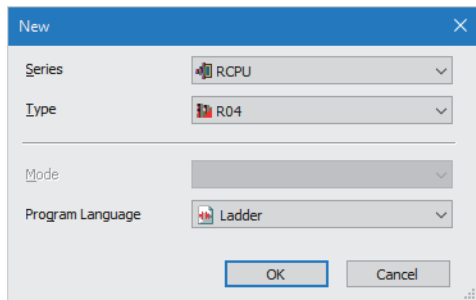 New
Series RCPU
Type R04
Mode
Program Language Ladder
OK Cancel